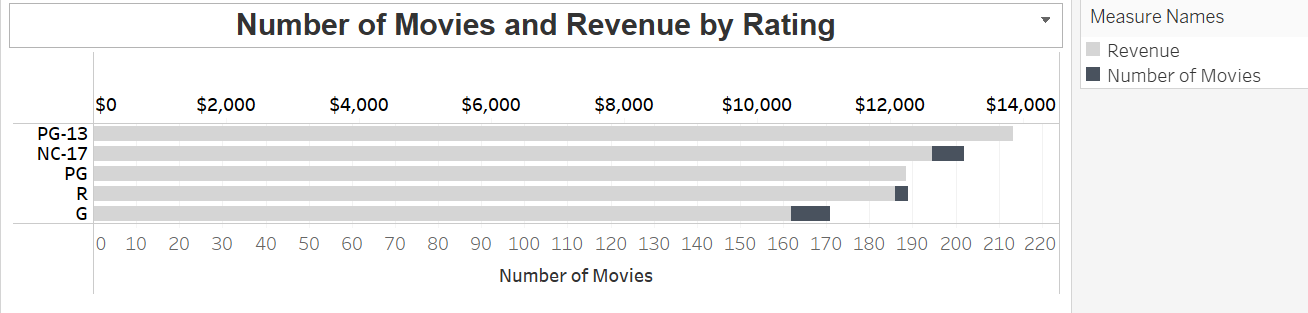 Number of Movies and Revenue by Rating
Measure Names
Revenue
Number of Movies
$0 $2,000 $4,000 $6,000 $8,000 $10,000 $12,000 $14,000
PG-13
NC-17
PG
R
G
0 10 20 30 40 50 60 70 80 90 100 110 120 130 140 150 160 170 180 190 200 210 220
Number of Movies